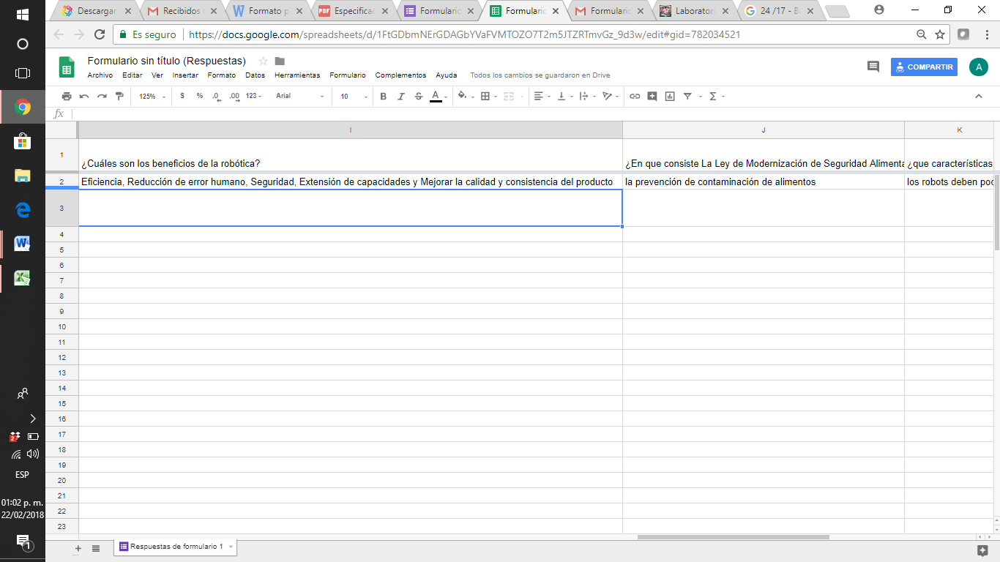 Descargar
Recibidos
Formato p
Especifica
Formulario
Formulario
Formulario
Laborator
24 /17 - B
Es seguro
https://docs.google.com/spreadsheets/d/1FtGDbmNErGDAGbYVaFVMTOZO7T2m5JTZRTmvGz_9d3w/edit#gid=782034521
Formulario sin título (Respuestas)
Archivo Editar Ver Insertar Formato Datos Herramientas Formulario Complementos Ayuda Todos los cambios se guardaron en Drive
COMPARTIR
A
125% $ % .0 .00 123 Arial 10 B I S A Σ
fx
I J K
1 ¿Cuáles son los beneficios de la robótica? ¿En que consiste La Ley de Modernización de Seguridad Alimenta ¿que características
2 Eficiencia, Reducción de error humano, Seguridad, Extensión de capacidades y Mejorar la calidad y consistencia del producto la prevención de contaminación de alimentos los robots deben poc
3
4
5
6
7
8
9
10
11
12
13
14
15
16
17
18
19
20
21
22
23
Respuestas de formulario 1
2
ESP
01:02 p. m.
22/02/2018
1